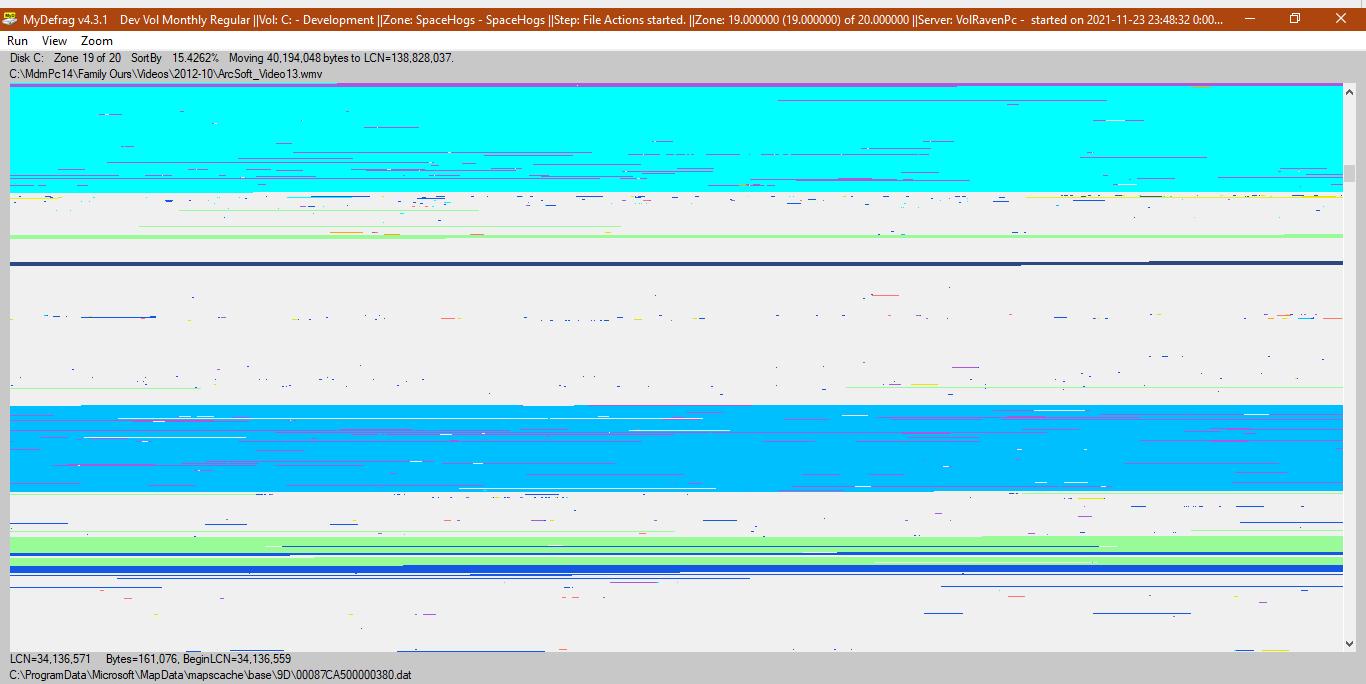 MyDefrag v4.3.1 Dev Vol Monthly Regular ||Vol: C: - Development ||Zone: SpaceHogs - SpaceHogs ||Step: File Actions started. ||Zone: 19.000000 (19.000000) of 20.000000 ||Server: VolRavenPc - started on 2021-11-23 23:48:32 0:00...
Run View Zoom
Disk C: Zone 19 of 20 SortBy 15.4262% Moving 40,194,048 bytes to LCN=138,828,037.
C:\MdmPc14\Family Ours\Videos\2012-10\ArcSoft_Video13.wmv
LCN=34,136,571 Bytes=161,076, BeginLCN=34,136,559
C:\ProgramData\Microsoft\MapData\mapscache\base\9D\00087CA500000380.dat